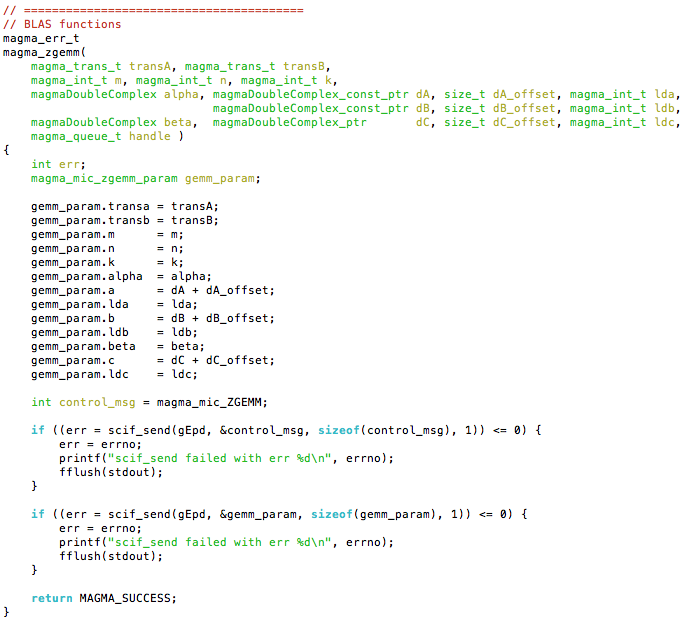 // ========================================
// BLAS functions
magma_err_t
magma_zgemm(
    magma_trans_t transA, magma_trans_t transB,
    magma_int_t m, magma_int_t n, magma_int_t k,
    magmaDoubleComplex alpha, magmaDoubleComplex_const_ptr dA, size_t dA_offset, magma_int_t lda,
                              magmaDoubleComplex_const_ptr dB, size_t dB_offset, magma_int_t ldb,
    magmaDoubleComplex beta,  magmaDoubleComplex_ptr       dC, size_t dC_offset, magma_int_t ldc,
    magma_queue_t handle )
{
    int err;
    magma_mic_zgemm_param gemm_param;

    gemm_param.transa = transA;
    gemm_param.transb = transB;
    gemm_param.m      = m;
    gemm_param.n      = n;
    gemm_param.k      = k;
    gemm_param.alpha  = alpha;
    gemm_param.a      = dA + dA_offset;
    gemm_param.lda    = lda;
    gemm_param.b      = dB + dB_offset;
    gemm_param.ldb    = ldb;
    gemm_param.beta   = beta;
    gemm_param.c      = dC + dC_offset;
    gemm_param.ldc    = ldc;

    int control_msg = magma_mic_ZGEMM;

    if ((err = scif_send(gEpd, &control_msg, sizeof(control_msg), 1)) <= 0) {
        err = errno;
        printf("scif_send failed with err %d\n", errno);
        fflush(stdout);
    }

    if ((err = scif_send(gEpd, &gemm_param, sizeof(gemm_param), 1)) <= 0) {
        err = errno;
        printf("scif_send failed with err %d\n", errno);
        fflush(stdout);
    }

    return MAGMA_SUCCESS;
}